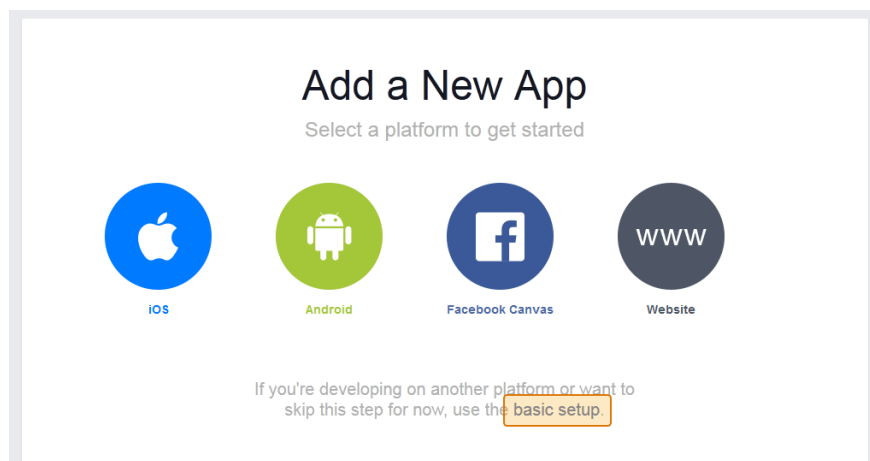 Add a New App
Select a platform to get started
www
iOS
Android
Facebook Canvas
Website
If you're developing on another platform or want to
skip this step for now, use the basic setup.